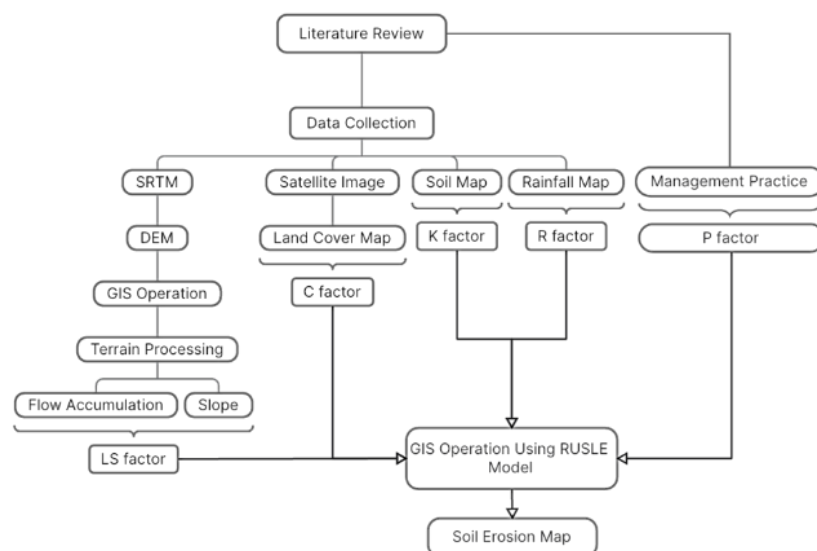 Literature Review
Data Collection
SRTM
Satellite Image
Soil Map
Rainfall Map
Management Practice
DEM
Land Cover Map
K factor
R factor
P factor
GIS Operation
C factor
Terrain Processing
Flow Accumulation
Slope
LS factor
GIS Operation Using RUSLE
Model
Soil Erosion Map